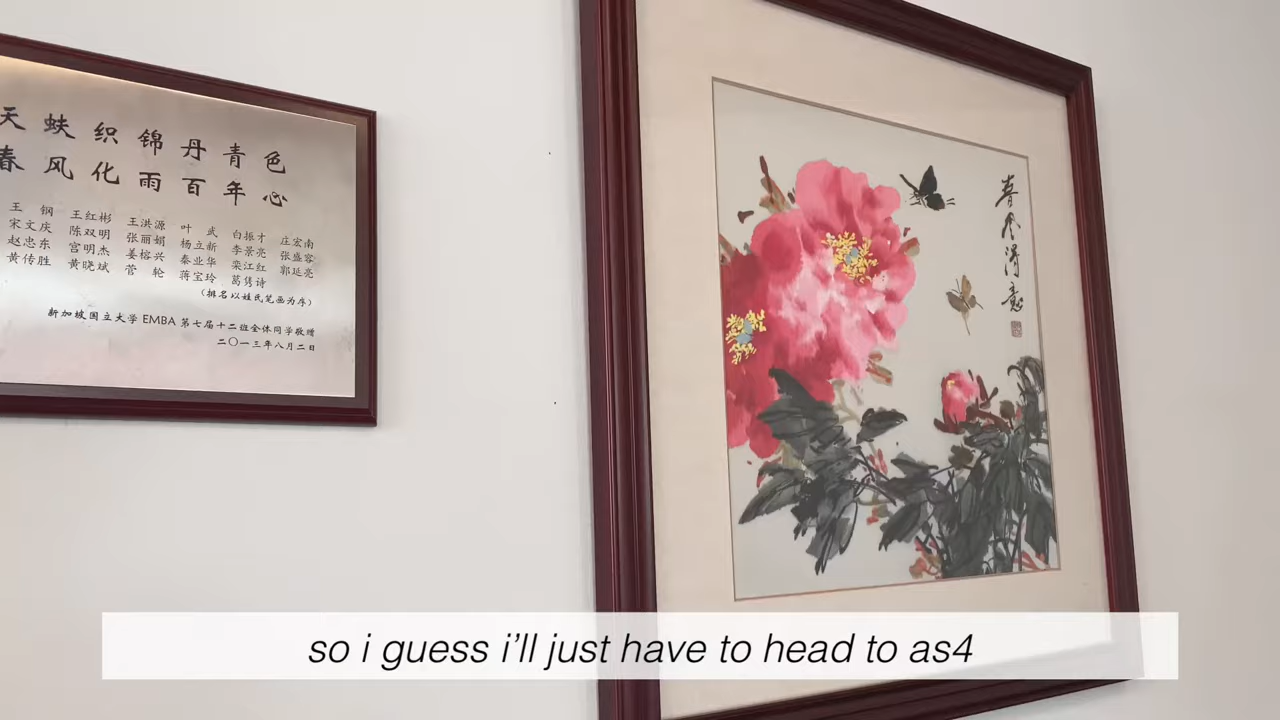 天蚨织锦丹青色
春风化雨百年心
王 钢 王红彬 王洪源 叶 武 白振才 庄宏南
宋文庆 陈双明 张丽娟 杨立新 李景亮 张盛容
赵忠东 宫明杰 姜榕兴 秦业华 栾江红 郭延亮
黄传胜 黄晓斌 菅 轮 蒋宝玲 葛隽诗
(排名以姓氏笔画为序)
新加坡国立大学 EMBA 第七届十二班全体同学敬赠
二〇一三年八月二日
春风得意
so i guess i'll just have to head to as4